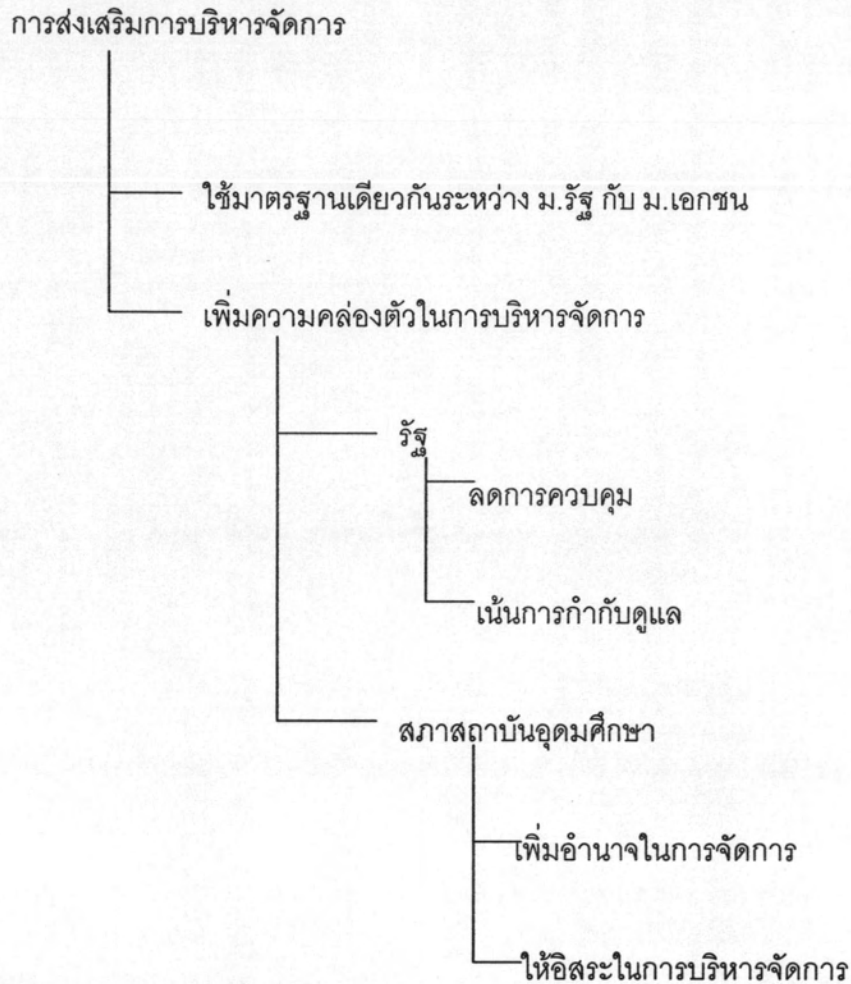 การส่งเสริมการบริหารจัดการ
ใช้มาตรฐานเดียวกันระหว่าง ม.รัฐ กับ ม.เอกชน
เพิ่มความคล่องตัวในการบริหารจัดการ
รัฐ
ลดการควบคุม
เน้นการกำกับดูแล
สภาสถาบันอุดมศึกษา
เพิ่มอำนาจในการจัดการ
ให้อิสระในการบริหารจัดการ